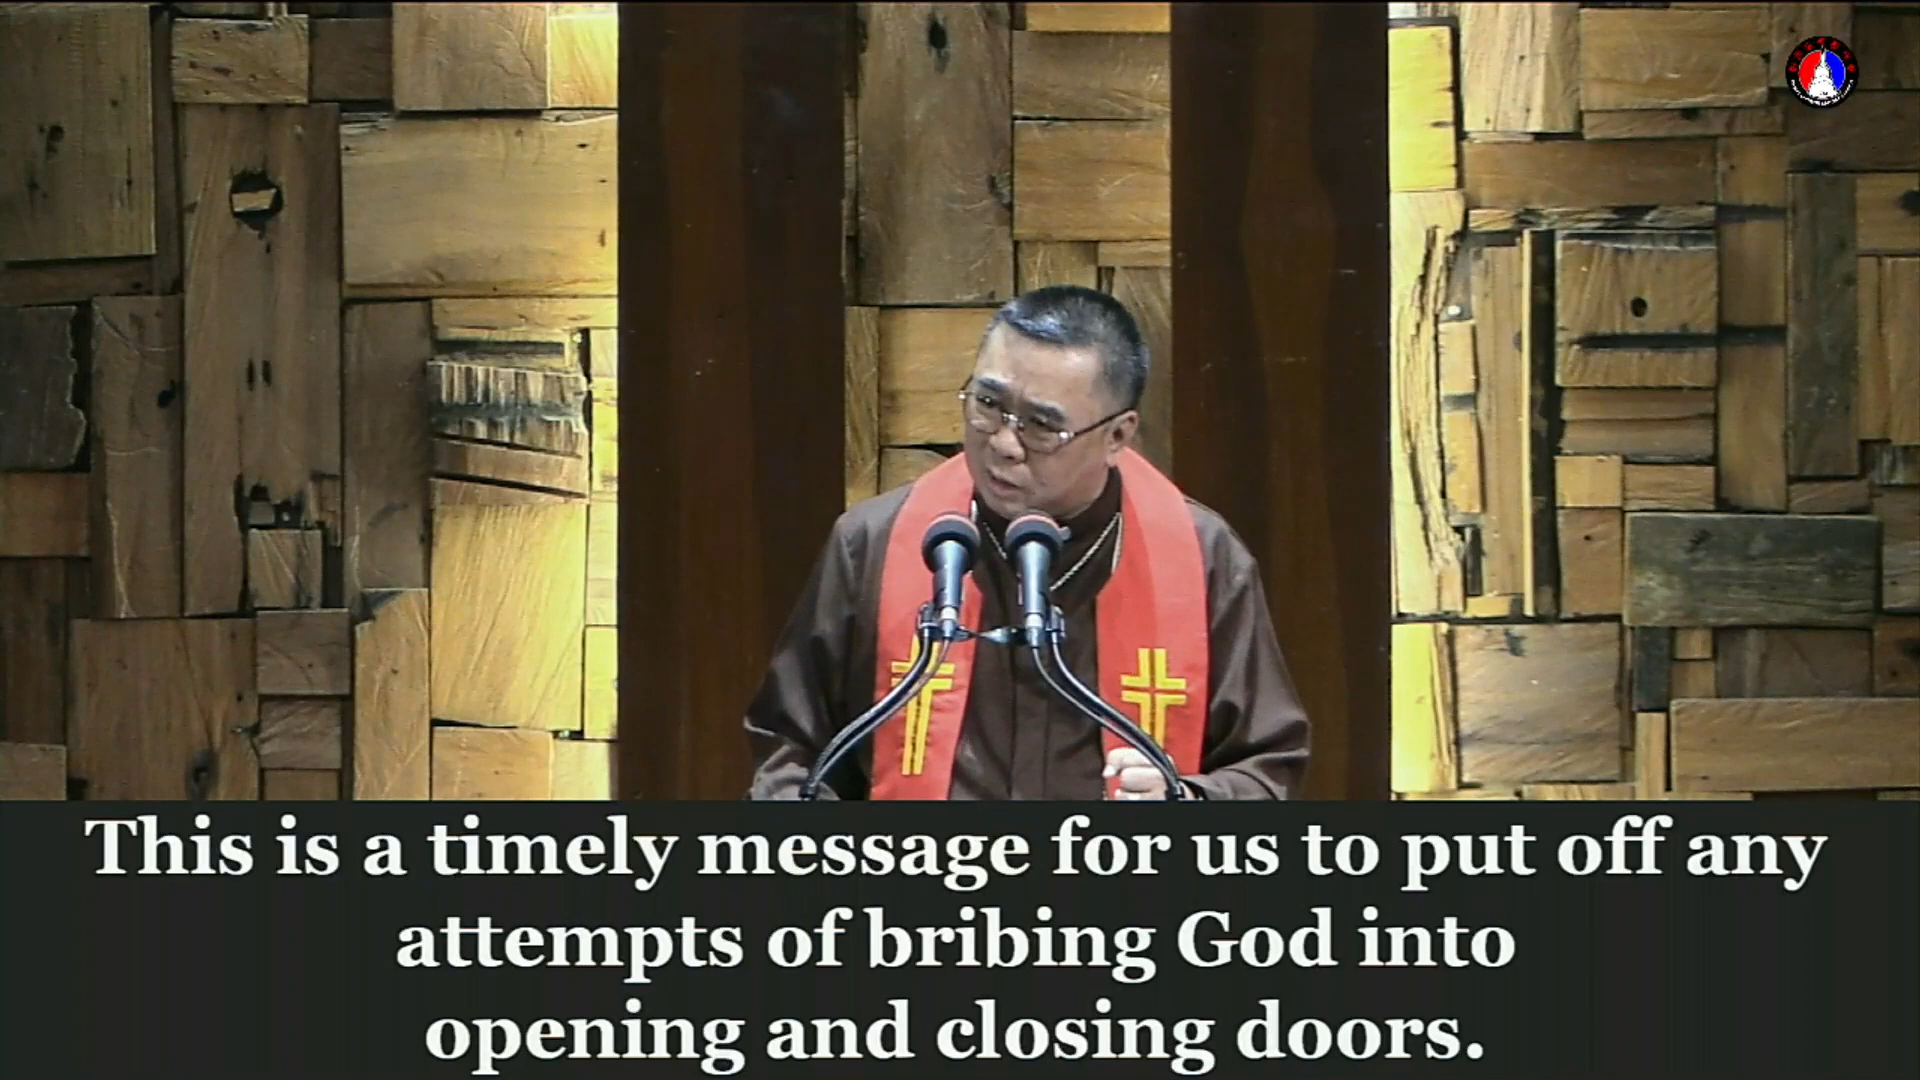 This is a timely message for us to put off any
attempts of bribing God into
opening and closing doors.